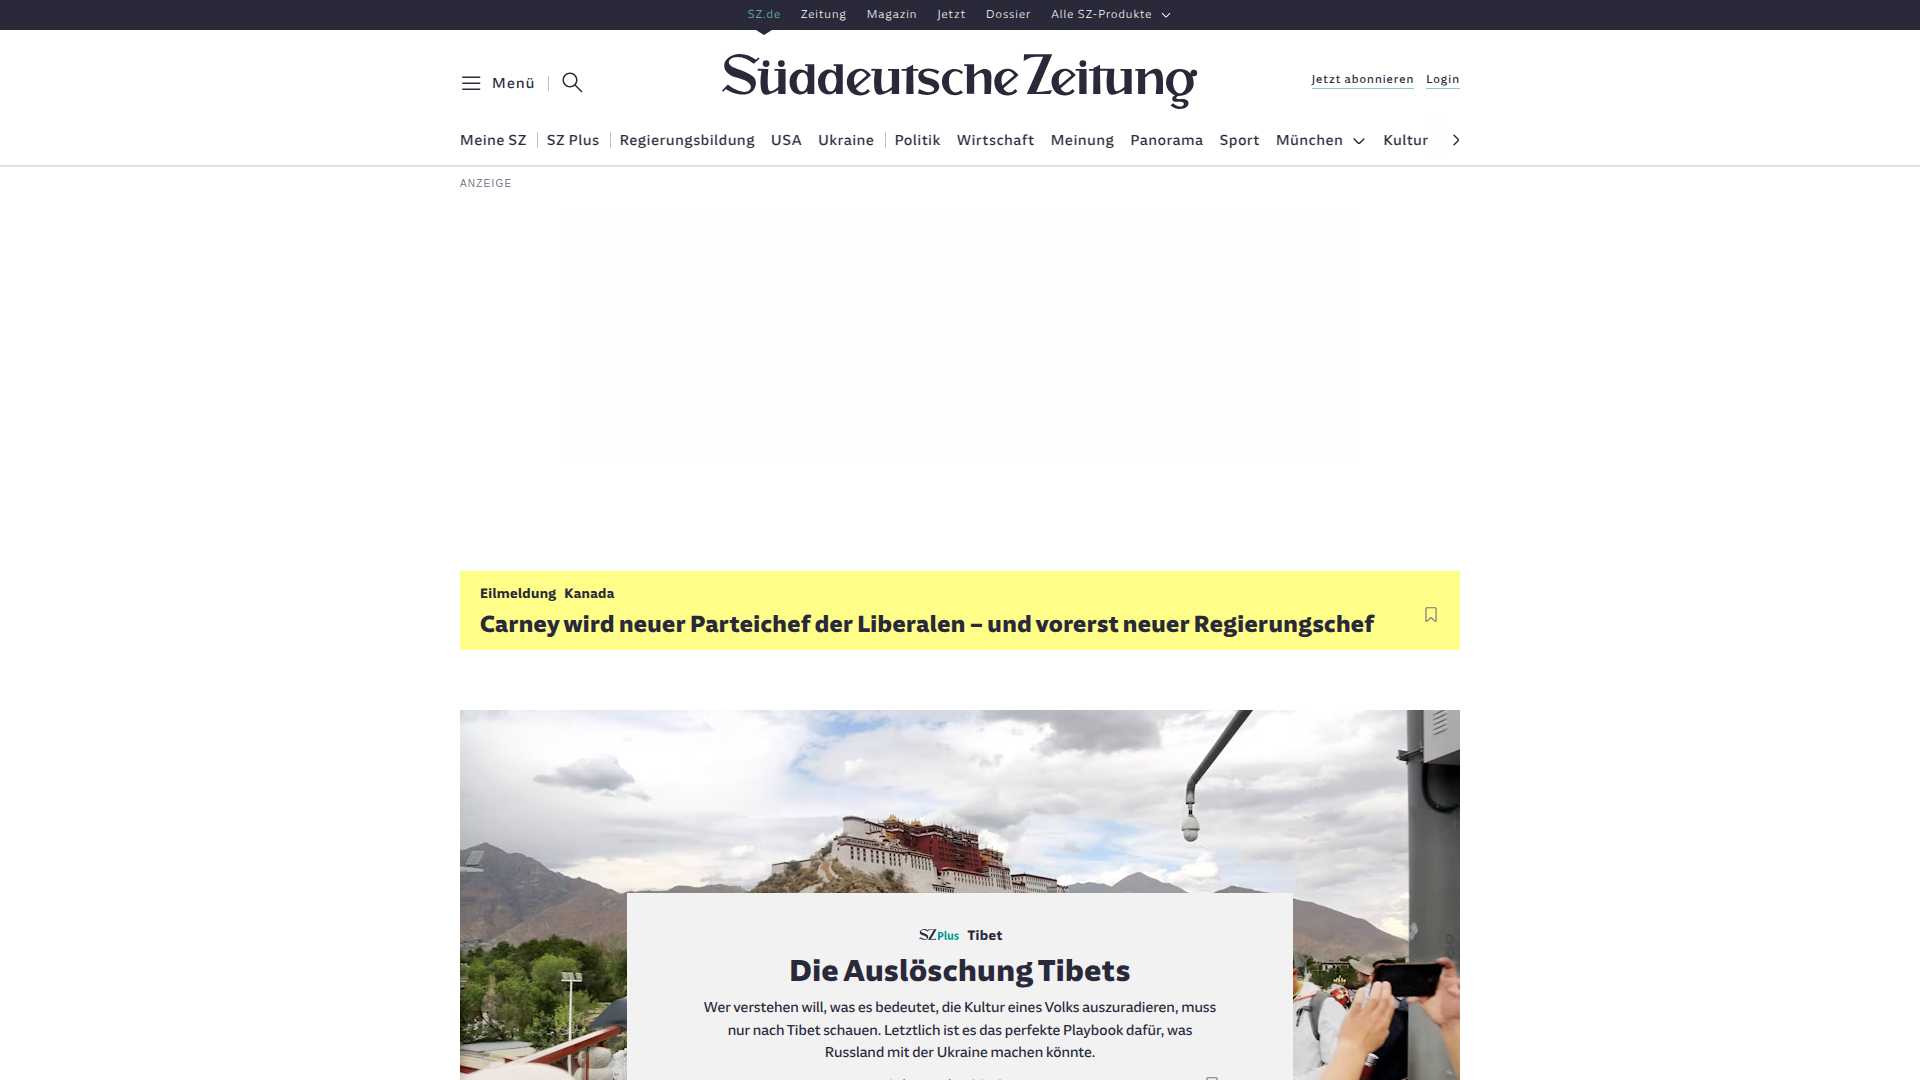 SZ.de Zeitung Magazin Jetzt Dossier Alle SZ-Produkte
Menü
Süddeutsche Zeitung
Jetzt abonnieren Login
Meine SZ SZ Plus Regierungsbildung USA Ukraine Politik Wirtschaft Meinung Panorama Sport München Kultur
ANZEIGE
Eilmeldung Kanada
Carney wird neuer Parteichef der Liberalen – und vorerst neuer Regierungschef
SZ Plus Tibet
Die Auslöschung Tibets
Wer verstehen will, was es bedeutet, die Kultur eines Volks auszuradieren, muss
nur nach Tibet schauen. Letztlich ist es das perfekte Playbook dafür, was
Russland mit der Ukraine machen könnte.